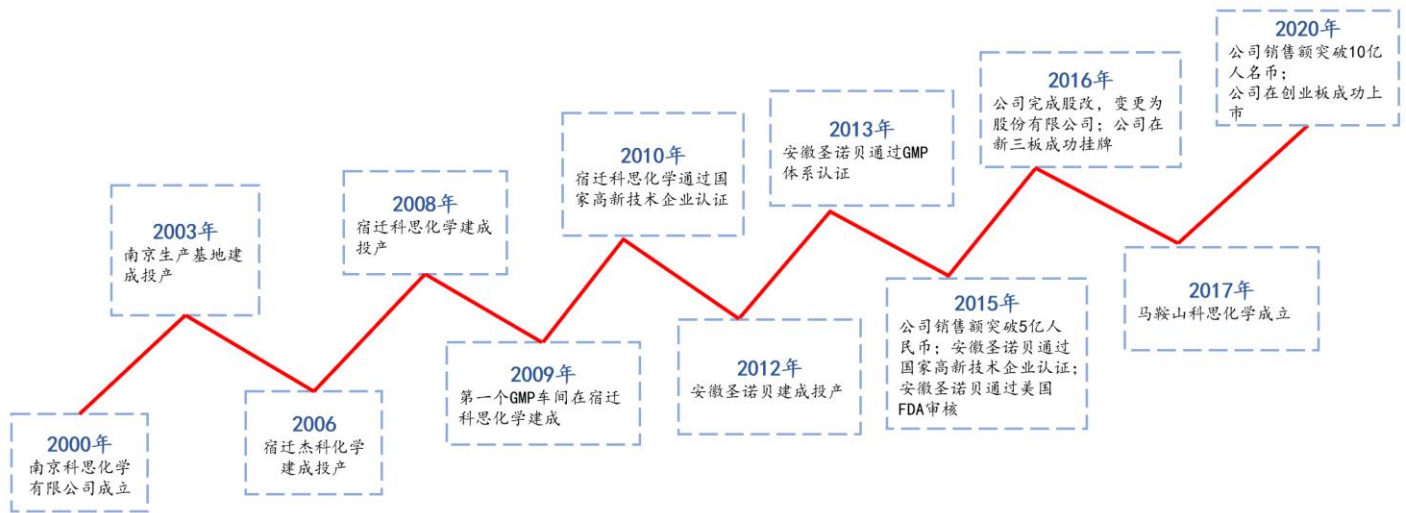 2000年
南京科思化学
有限公司成立
2003年
南京生产基地建
成投产
2006
宿迁杰科化学
建成投产
2008年
宿迁科思化学建成
投产
2009年
第一个GMP车间在宿迁
科思化学建成
2010年
宿迁科思化学通过国
家高新技术企业认证
2012年
安徽圣诺贝建成投产
2013年
安徽圣诺贝通过GMP
体系认证
2015年
公司销售额突破5亿人
民币；安徽圣诺贝通过
国家高新技术企业认证；
安徽圣诺贝通过美国
FDA审核
2016年
公司完成股改，变更为
股份有限公司；公司在
新三板成功挂牌
2017年
马鞍山科思化学成立
2020年
公司销售额突破10亿
人名币；
公司在创业板成功上
市